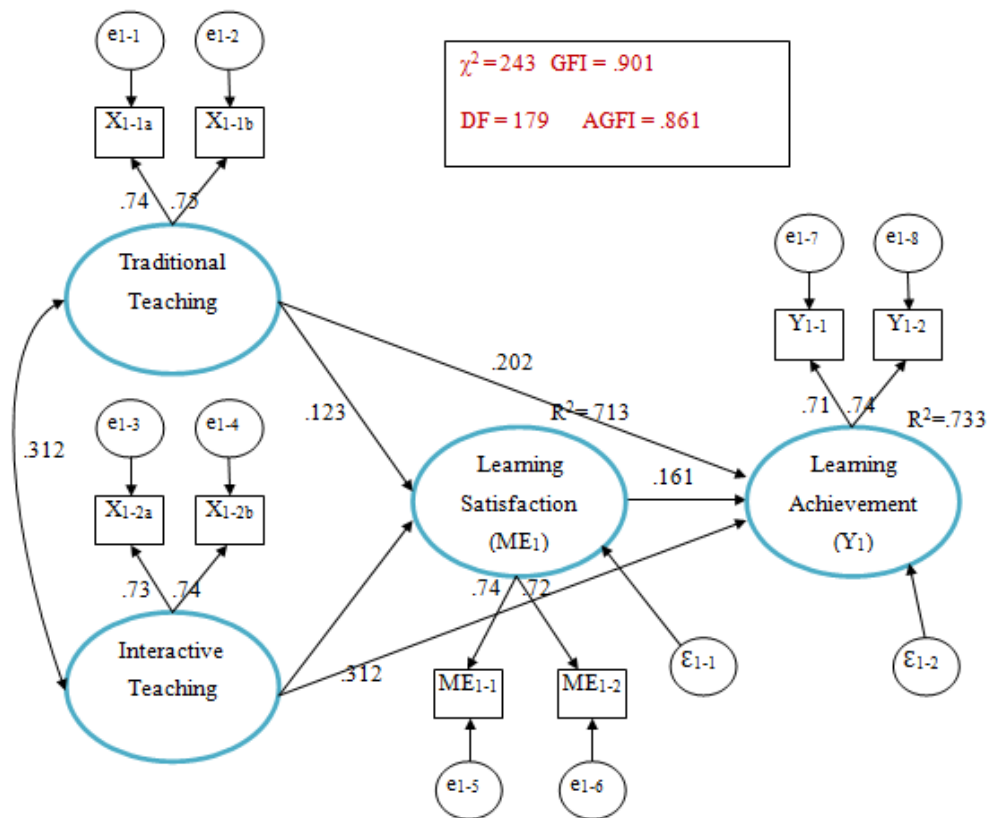 e1-1
e1-2
χ² = 243 GFI = .901
DF = 179 AGFI = .861
X1-1a
X1-1b
.74
.75
Traditional
Teaching
e1-7
e1-8
Y1-1
Y1-2
.202
.123
R²=.713
.71
.74
R²=.733
e1-3
e1-4
.312
X1-2a
X1-2b
Learning
Satisfaction
(ME1)
.161
Learning
Achievement
(Y1)
.73
.74
.74
.72
Interactive
Teaching
.312
ME1-1
ME1-2
ε1-1
ε1-2
e1-5
e1-6